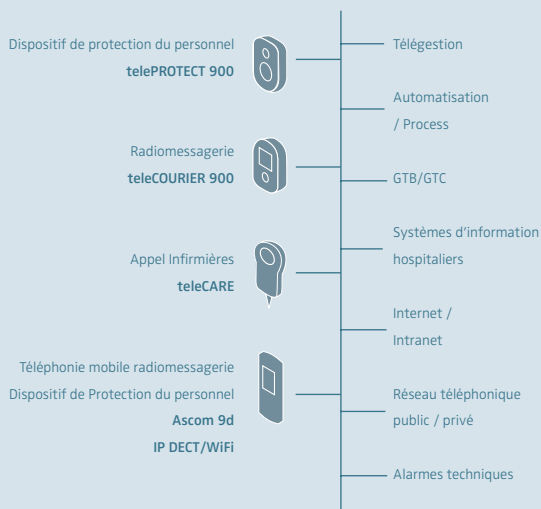 Dispositif de protection du personnel
telePROTECT 900
Radiomessagerie
teleCOURIER 900
Appel Infirmières
teleCARE
Téléphonie mobile radiomessagerie
Dispositif de Protection du personnel
Ascom 9d
IP DECT/WiFi
Télégestion
Automatisation
/ Process
GTB/GTC
Systèmes d'information
hospitaliers
Internet /
Intranet
Réseau téléphonique
public / privé
Alarmes techniques